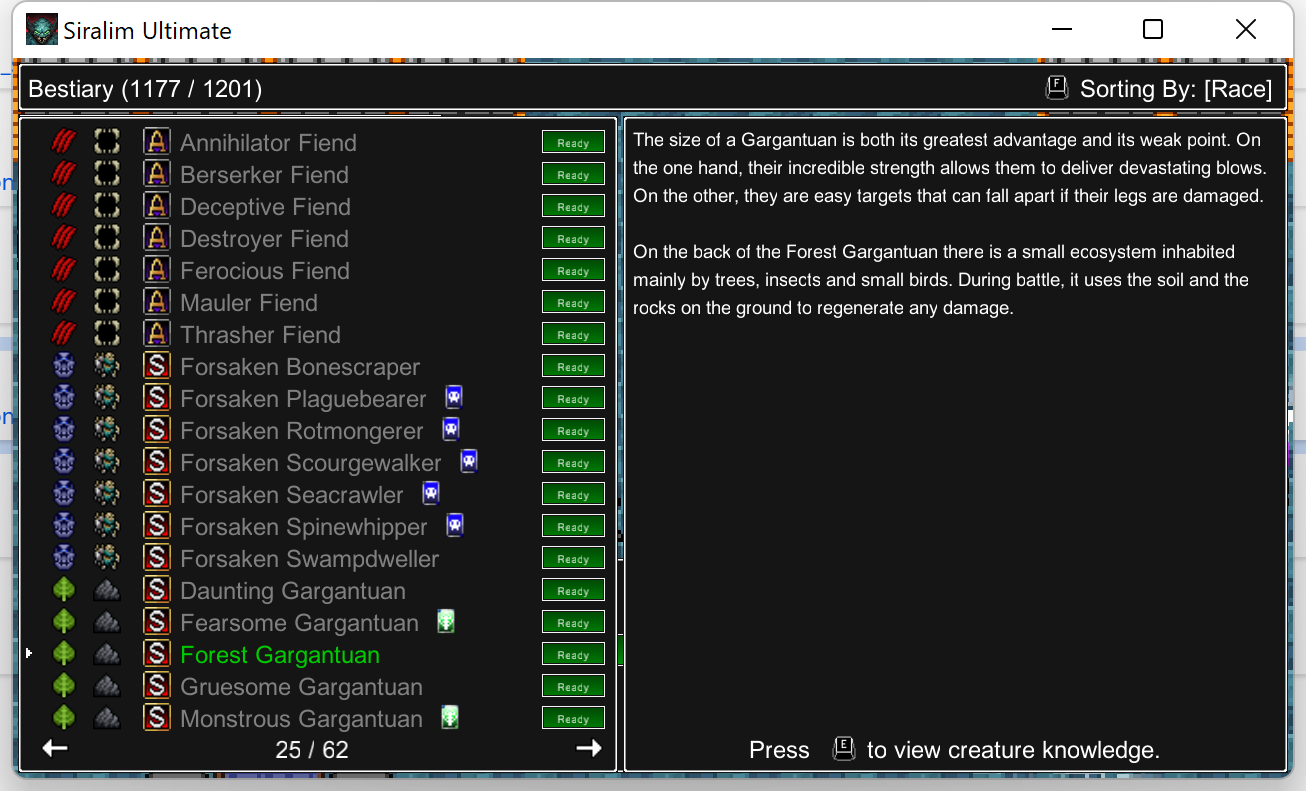 Siralim Ultimate
Bestiary (1177 / 1201)
F Sorting By: [Race]
A Annihilator Fiend Ready
A Berserker Fiend Ready
A Deceptive Fiend Ready
A Destroyer Fiend Ready
A Ferocious Fiend Ready
A Mauler Fiend Ready
A Thrasher Fiend Ready
S Forsaken Bonescraper Ready
S Forsaken Plaguebearer Ready
S Forsaken Rotmongerer Ready
S Forsaken Scourgewalker Ready
S Forsaken Seacrawler Ready
S Forsaken Spinewhipper Ready
S Forsaken Swampdweller Ready
S Daunting Gargantuan Ready
S Fearsome Gargantuan Ready
S Forest Gargantuan Ready
S Gruesome Gargantuan Ready
S Monstrous Gargantuan Ready
25 / 62
The size of a Gargantuan is both its greatest advantage and its weak point. On
the one hand, their incredible strength allows them to deliver devastating blows.
On the other, they are easy targets that can fall apart if their legs are damaged.
On the back of the Forest Gargantuan there is a small ecosystem inhabited
mainly by trees, insects and small birds. During battle, it uses the soil and the
rocks on the ground to regenerate any damage.
Press E to view creature knowledge.